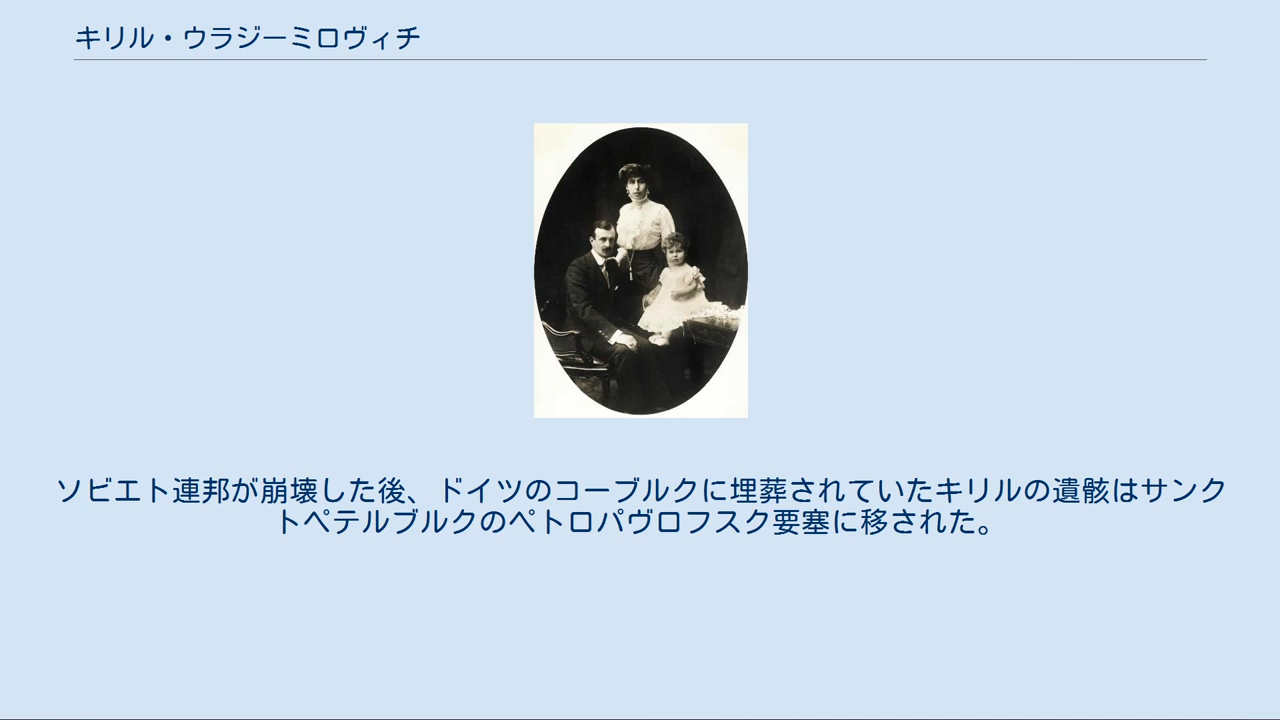 キリル・ウラジーミロヴィチ
ソビエト連邦が崩壊した後、ドイツのコーブルクに埋葬されていたキリルの遺骸はサンク
トペテルブルクのペトロパヴロフスク要塞に移された。